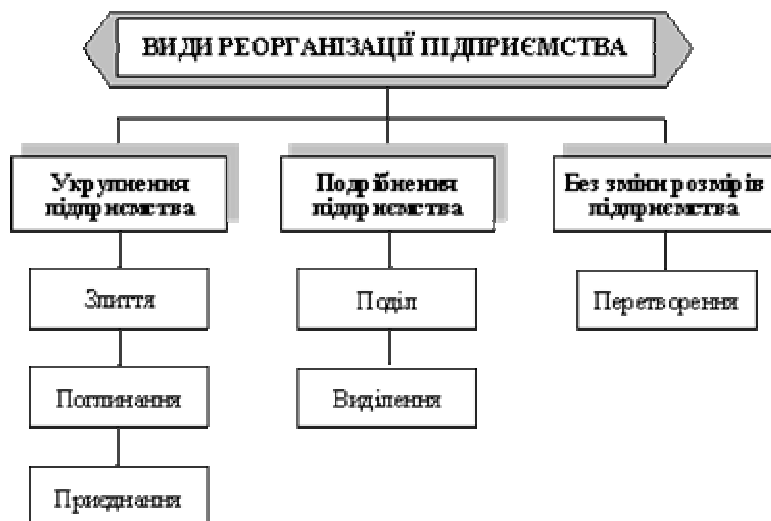 ВИДИ РЕОРГАНІЗАЦІЇ ПІДПРИЄМСТВА
Укрупнення
підприємства
Злиття
Поглинання
Приєднання
Подрібнення
підприємства
Поділ
Виділення
Без зміни розмірів
підприємства
Перетворення